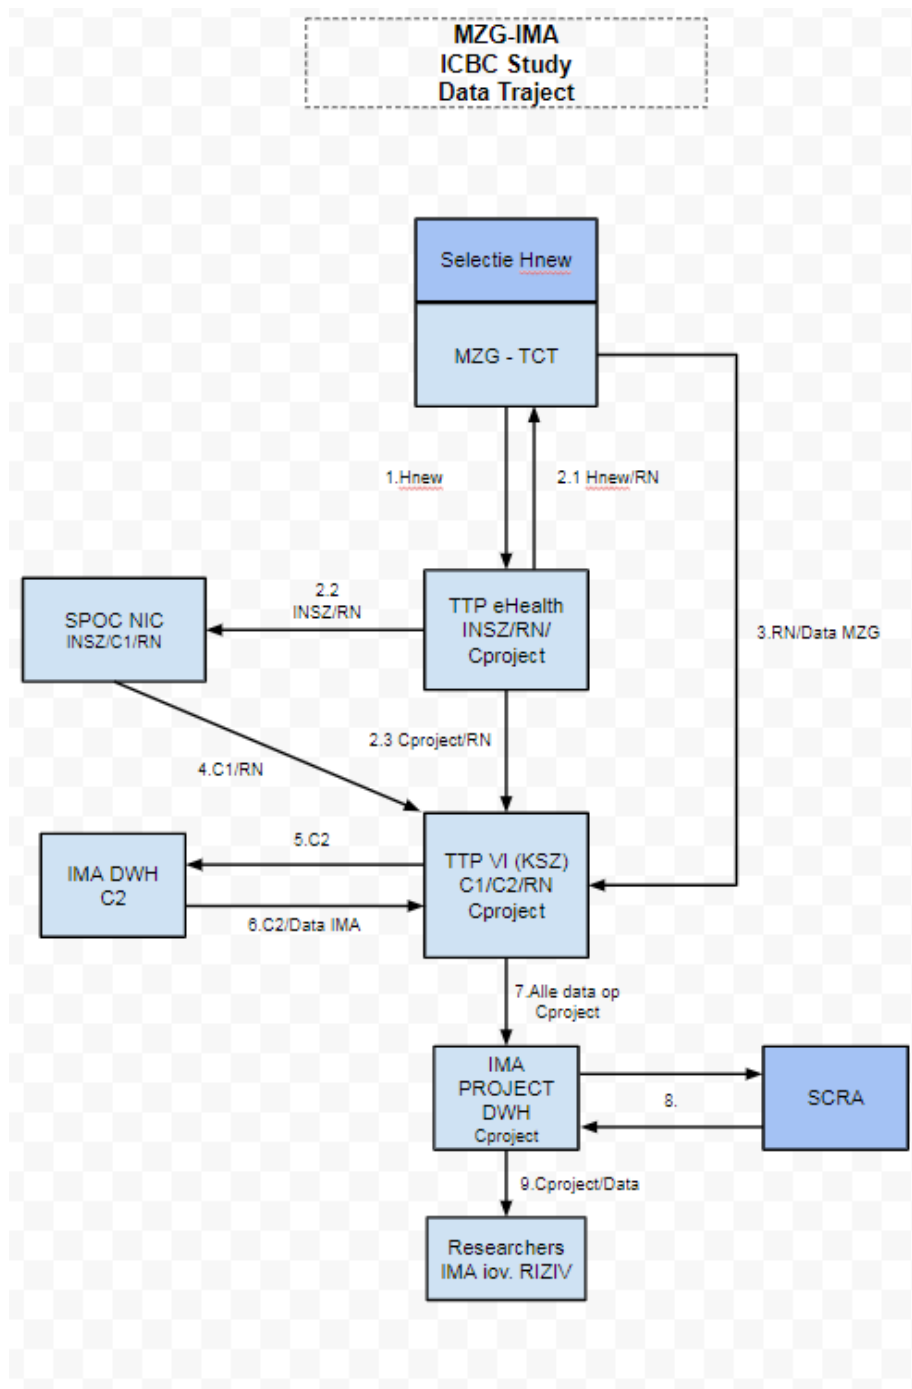 MZG-IMA
ICBC Study
Data Traject
Selectie Hnew
MZG - TCT
1.Hnew
2.1 Hnew/RN
2.2
INSZ/RN
TTP eHealth
INSZ/RN/
Cproject
SPOC NIC
INSZ/C1/RN
3.RN/Data MZG
2.3 Cproject/RN
4.C1/RN
5.C2
TTP VI (KSZ)
C1/C2/RN
Cproject
IMA DWH
C2
6.C2/Data IMA
7.Alle data op
Cproject
IMA
PROJECT
DWH
Cproject
8.
SCRA
9.Cproject/Data
Researchers
IMA iov. RIZIV